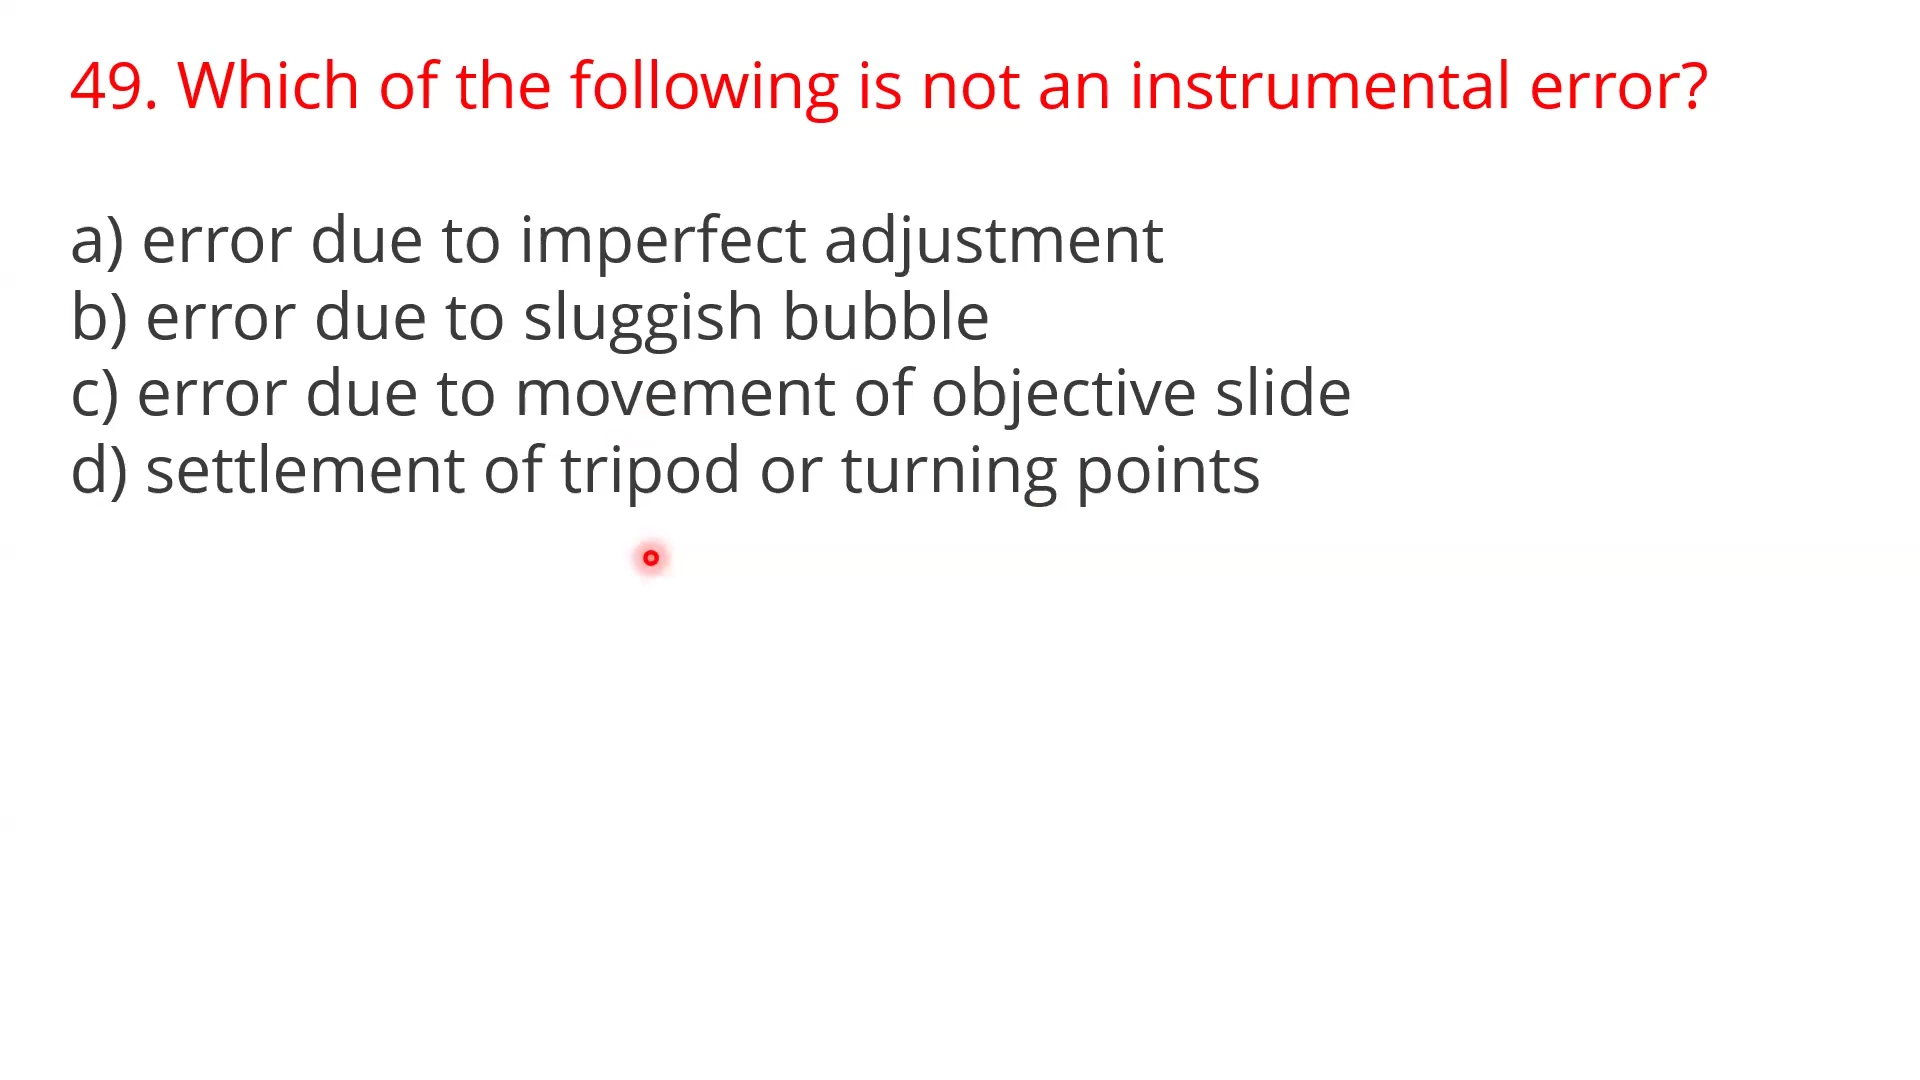 49. Which of the following is not an instrumental error?
a) error due to imperfect adjustment
b) error due to sluggish bubble
c) error due to movement of objective slide
d) settlement of tripod or turning points